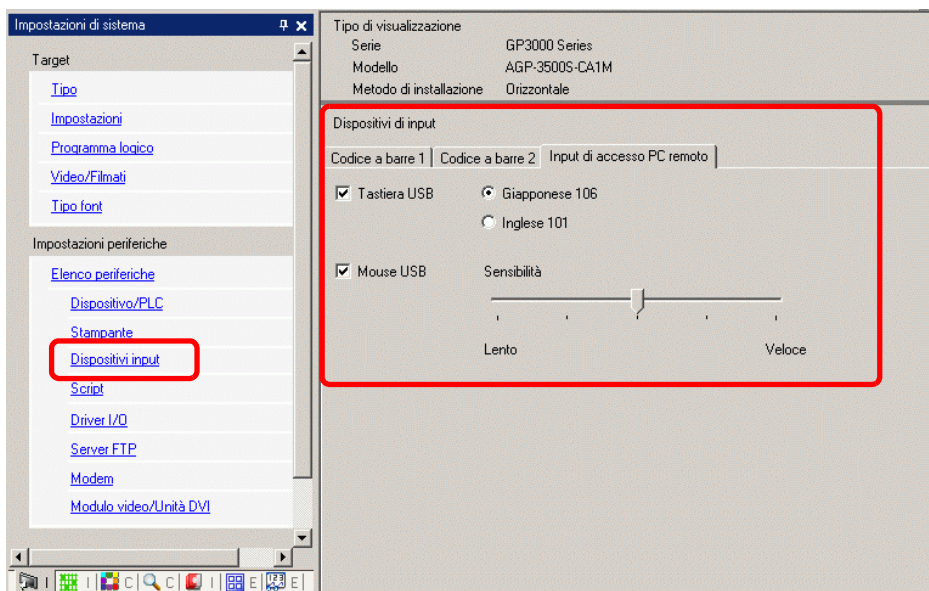 Impostazioni di sistema
Target
Tipo
Impostazioni
Programma logico
Video/Filmati
Tipo font
Impostazioni periferiche
Elenco periferiche
Dispositivo/PLC
Stampante
Dispositivi input
Script
Driver I/O
Server FTP
Modem
Modulo video/Unità DVI
I I C C I E E
Tipo di visualizzazione
Serie GP3000 Series
Modello AGP-3500S-CA1M
Metodo di installazione Orizzontale
Dispositivi di input
Codice a barre 1 Codice a barre 2 Input di accesso PC remoto
Tastiera USB Giapponese 106
Inglese 101
Mouse USB Sensibilità
Lento Veloce